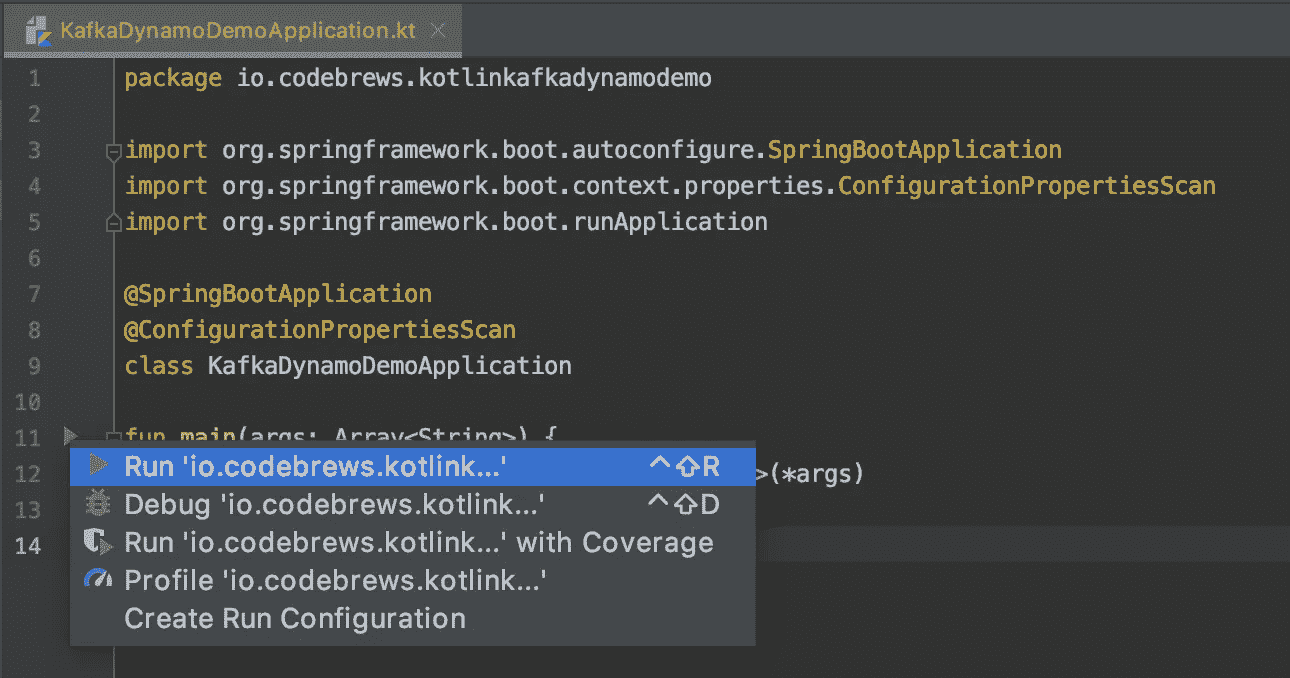 KafkaDynamoDemoApplication.kt
1 package io.codebrews.kotlinkafkadynamodemo
2
3 import org.springframework.boot.autoconfigure.SpringBootApplication
4 import org.springframework.boot.context.properties.ConfigurationPropertiesScan
5 import org.springframework.boot.runApplication
6
7 @SpringBootApplication
8 @ConfigurationPropertiesScan
9 class KafkaDynamoDemoApplication
10
11 fun main(args: Array<String>) {
12 >(*args)
13
14
Run 'io.codebrews.kotlink...' ^⇧R
Debug 'io.codebrews.kotlink...' ^⇧D
Run 'io.codebrews.kotlink...' with Coverage
Profile 'io.codebrews.kotlink...'
Create Run Configuration